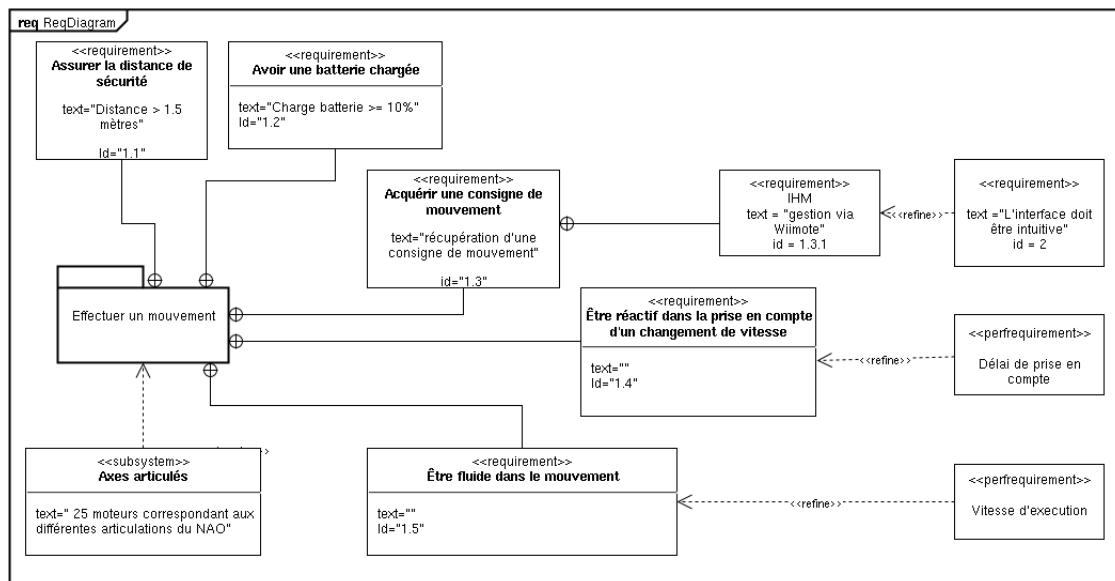 req ReqDiagram
<<requirement>>
Assurer la distance de
sécurité
text="Distance > 1.5
mètres"
Id="1.1"
<<requirement>>
Avoir une batterie chargée
text="Charge batterie >= 10%"
Id="1.2"
<<requirement>>
Acquérir une consigne de
mouvement
text="récupération d'une
consigne de mouvement"
id="1.3"
<<requirement>>
IHM
text = "gestion via
Wiimote"
id = 1.3.1
<<refine>>
<<requirement>>
text ="L'interface doit
être intuitive"
id = 2
Effectuer un mouvement
<<requirement>>
Être réactif dans la prise en compte
d'un changement de vitesse
text=""
Id="1.4"
<<refine>>
<<perfrequirement>>
Délai de prise en
compte
<<subsystem>>
Axes articulés
text=" 25 moteurs correspondant aux
différentes articulations du NAO"
<<requirement>>
Être fluide dans le mouvement
text=""
Id="1.5"
<<refine>>
<<perfrequirement>>
Vitesse d'execution